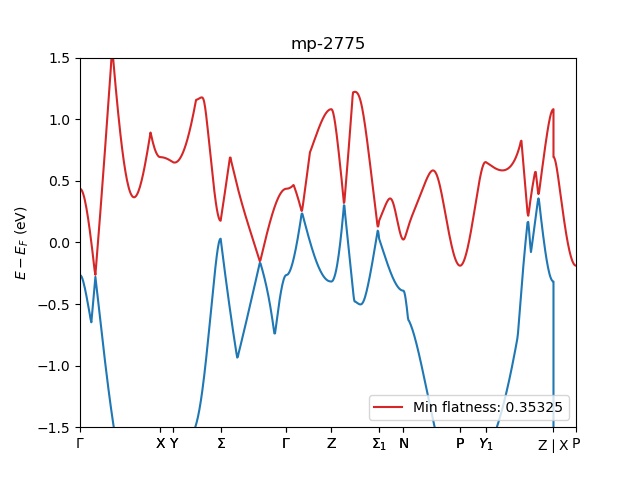 mp-2775
E − E_F (eV)
1.5
1.0
0.5
0.0
−0.5
−1.0
−1.5
Min flatness: 0.35325
Γ X Y Σ Γ Z Σ₁ N P Y₁ Z | X P